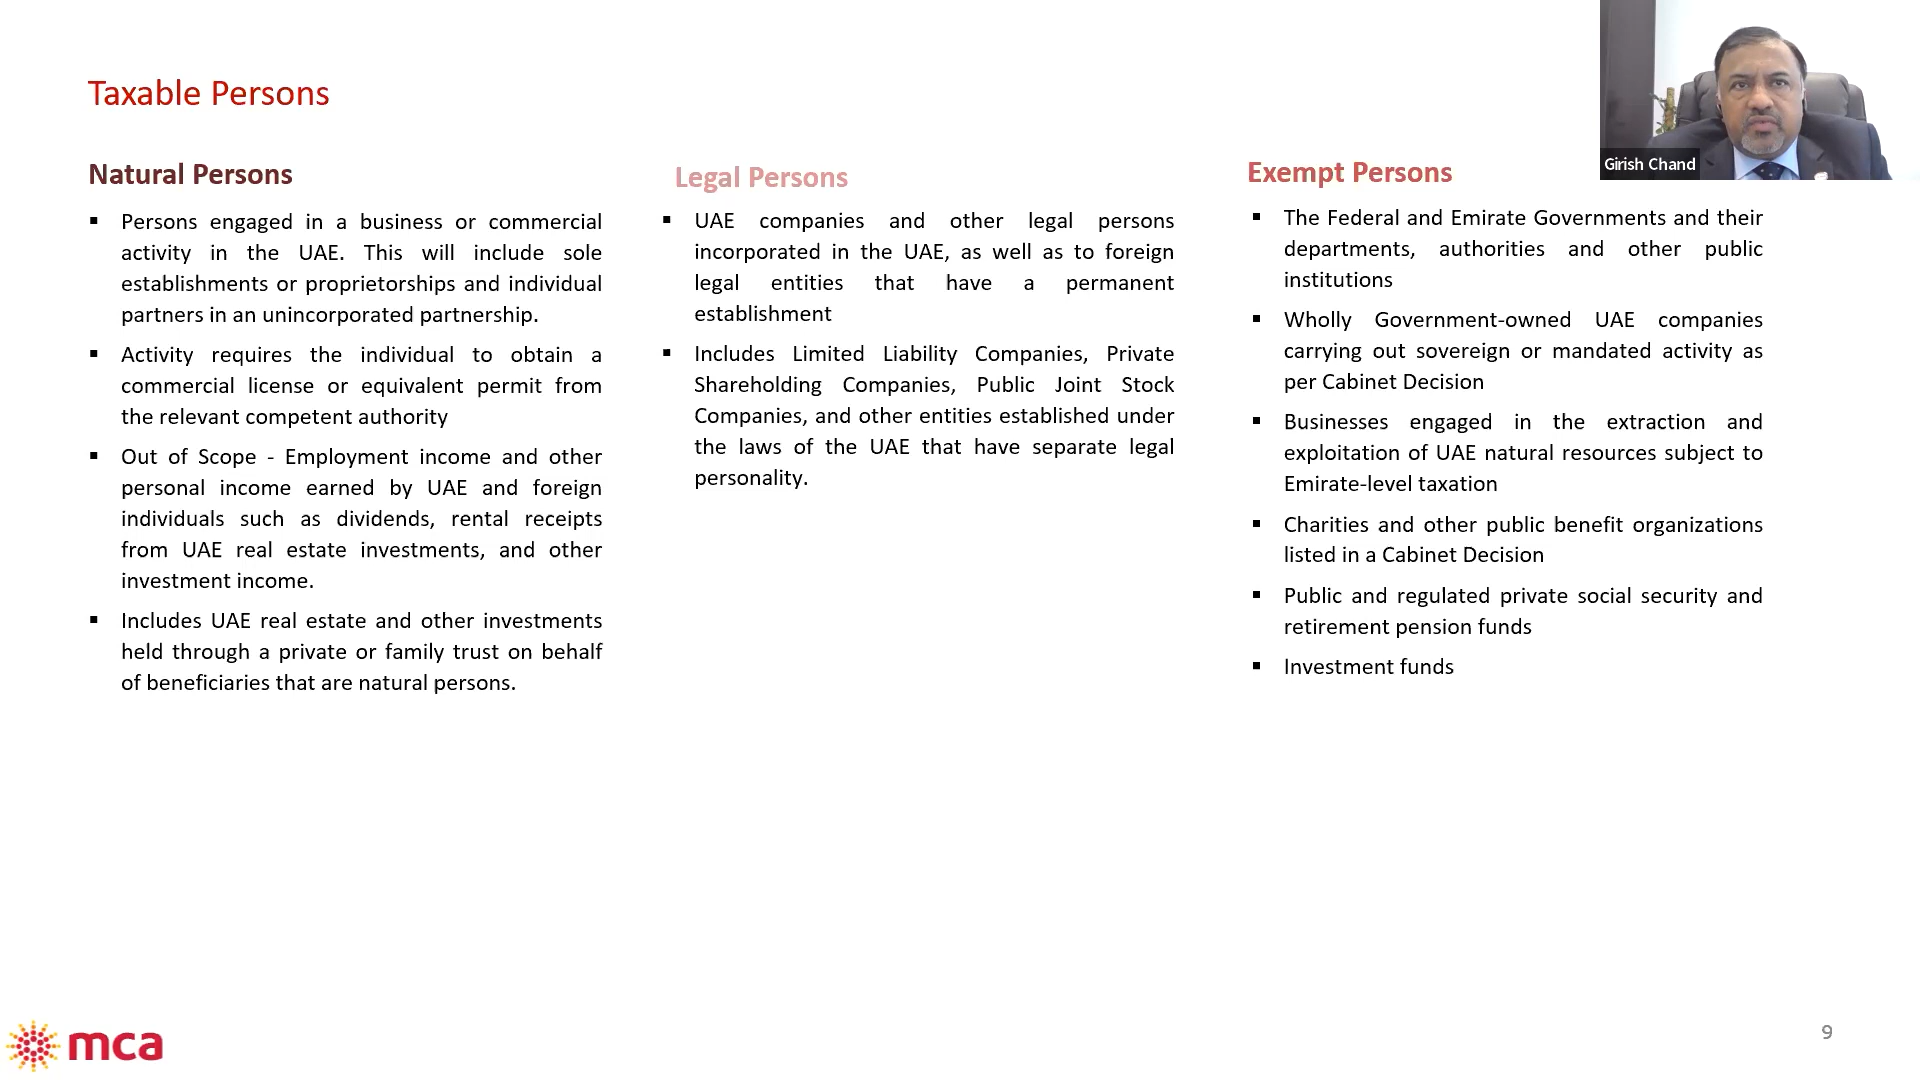 Taxable Persons
Natural Persons
▪ Persons engaged in a business or commercial
activity in the UAE. This will include sole
establishments or proprietorships and individual
partners in an unincorporated partnership.
▪ Activity requires the individual to obtain a
commercial license or equivalent permit from
the relevant competent authority
▪ Out of Scope - Employment income and other
personal income earned by UAE and foreign
individuals such as dividends, rental receipts
from UAE real estate investments, and other
investment income.
▪ Includes UAE real estate and other investments
held through a private or family trust on behalf
of beneficiaries that are natural persons.
Legal Persons
▪ UAE companies and other legal persons
incorporated in the UAE, as well as to foreign
legal entities that have a permanent
establishment
▪ Includes Limited Liability Companies, Private
Shareholding Companies, Public Joint Stock
Companies, and other entities established under
the laws of the UAE that have separate legal
personality.
Exempt Persons
▪ The Federal and Emirate Governments and their
departments, authorities and other public
institutions
▪ Wholly Government-owned UAE companies
carrying out sovereign or mandated activity as
per Cabinet Decision
▪ Businesses engaged in the extraction and
exploitation of UAE natural resources subject to
Emirate-level taxation
▪ Charities and other public benefit organizations
listed in a Cabinet Decision
▪ Public and regulated private social security and
retirement pension funds
▪ Investment funds
Girish Chand
mca
9